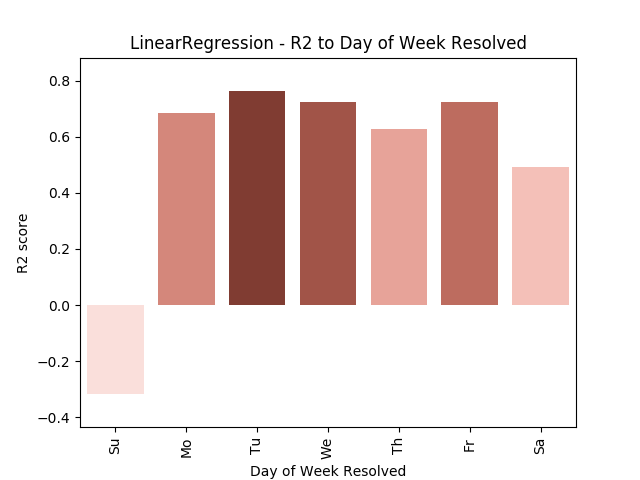 LinearRegression - R2 to Day of Week Resolved
0.8
0.6
0.4
0.2
0.0
−0.2
−0.4
R2 score
Su
Mo
Tu
We
Th
Fr
Sa
Day of Week Resolved